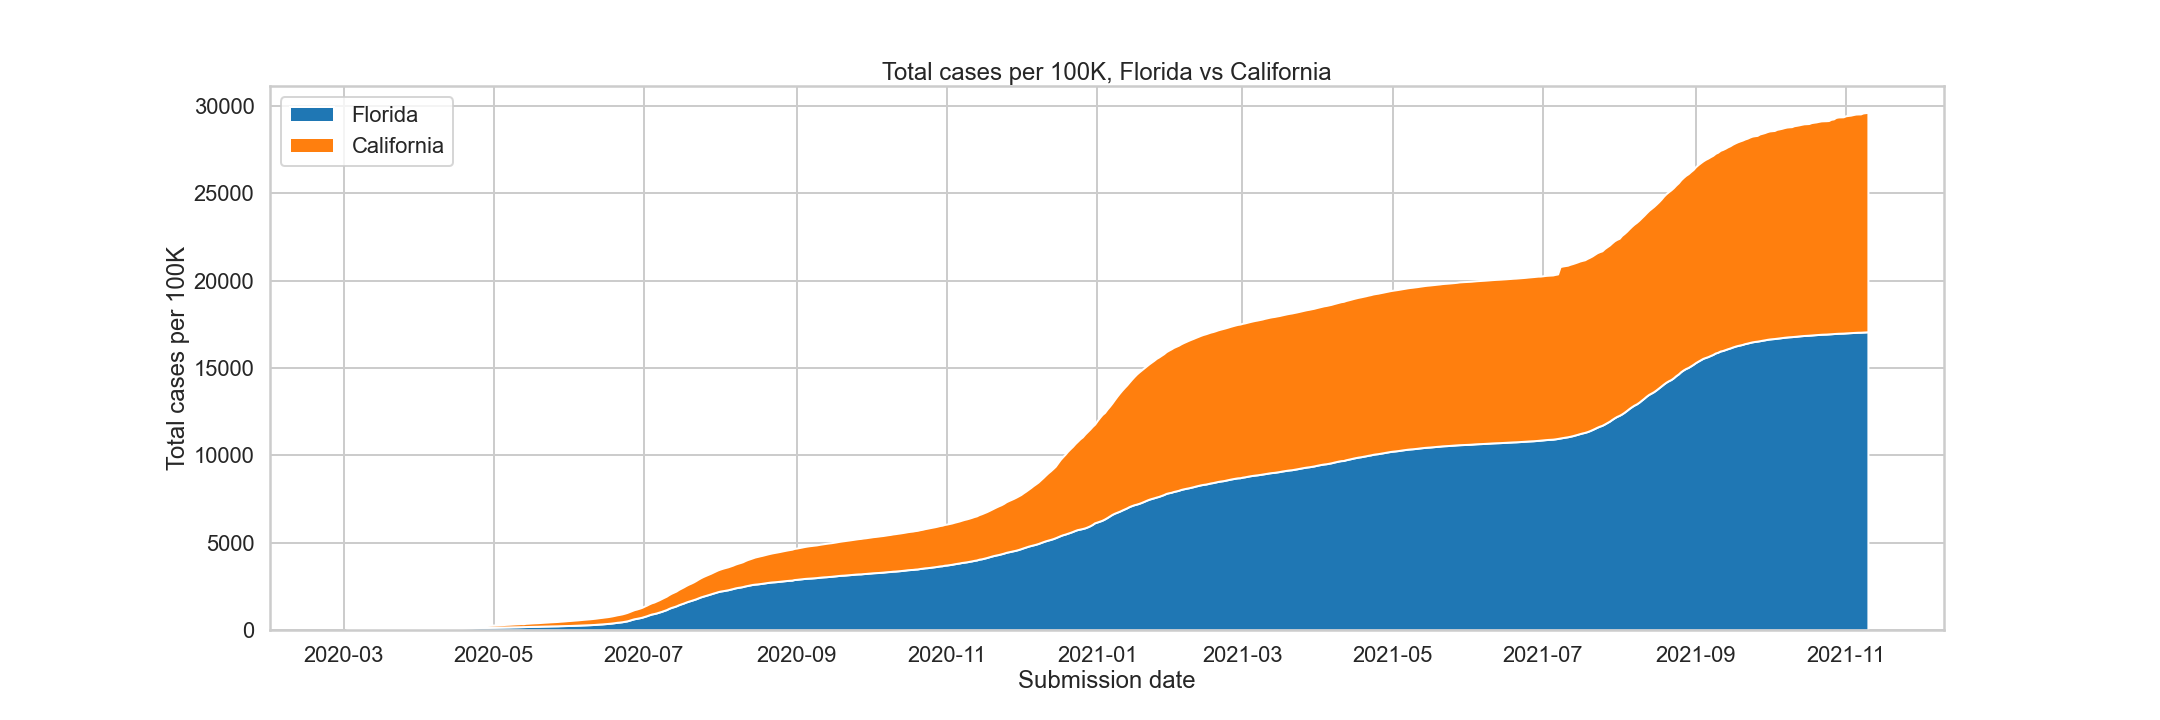 Total cases per 100K, Florida vs California
Florida
California
Total cases per 100K
30000
25000
20000
15000
10000
5000
0
2020-03 2020-05 2020-07 2020-09 2020-11 2021-01 2021-03 2021-05 2021-07 2021-09 2021-11
Submission date